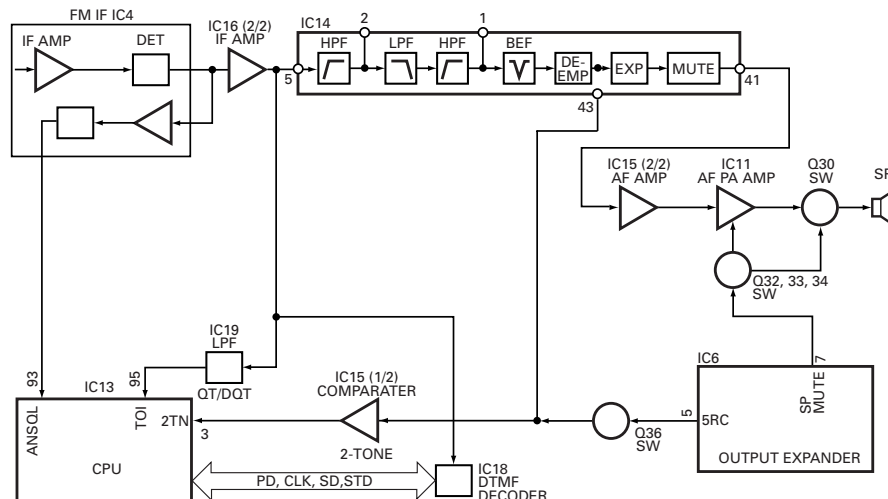 FM IF IC4
IF AMP
DET
IC16 (2/2)
IF AMP
IC14
2
1
HPF
LPF
HPF
BEF
DE-
EMP
EXP
MUTE
5
41
43
IC15 (2/2)
AF AMP
IC11
AF PA AMP
Q30
SW
SP
Q32, 33, 34
SW
IC19
LPF
QT/DQT
93
95
IC13
ANSQL
TOI
2TN
3
CPU
IC15 (1/2)
COMPARATER
2-TONE
Q36
SW
IC6
7
SP
MUTE
5
5RC
OUTPUT EXPANDER
PD, CLK, SD,STD
IC18
DTMF
DECODER